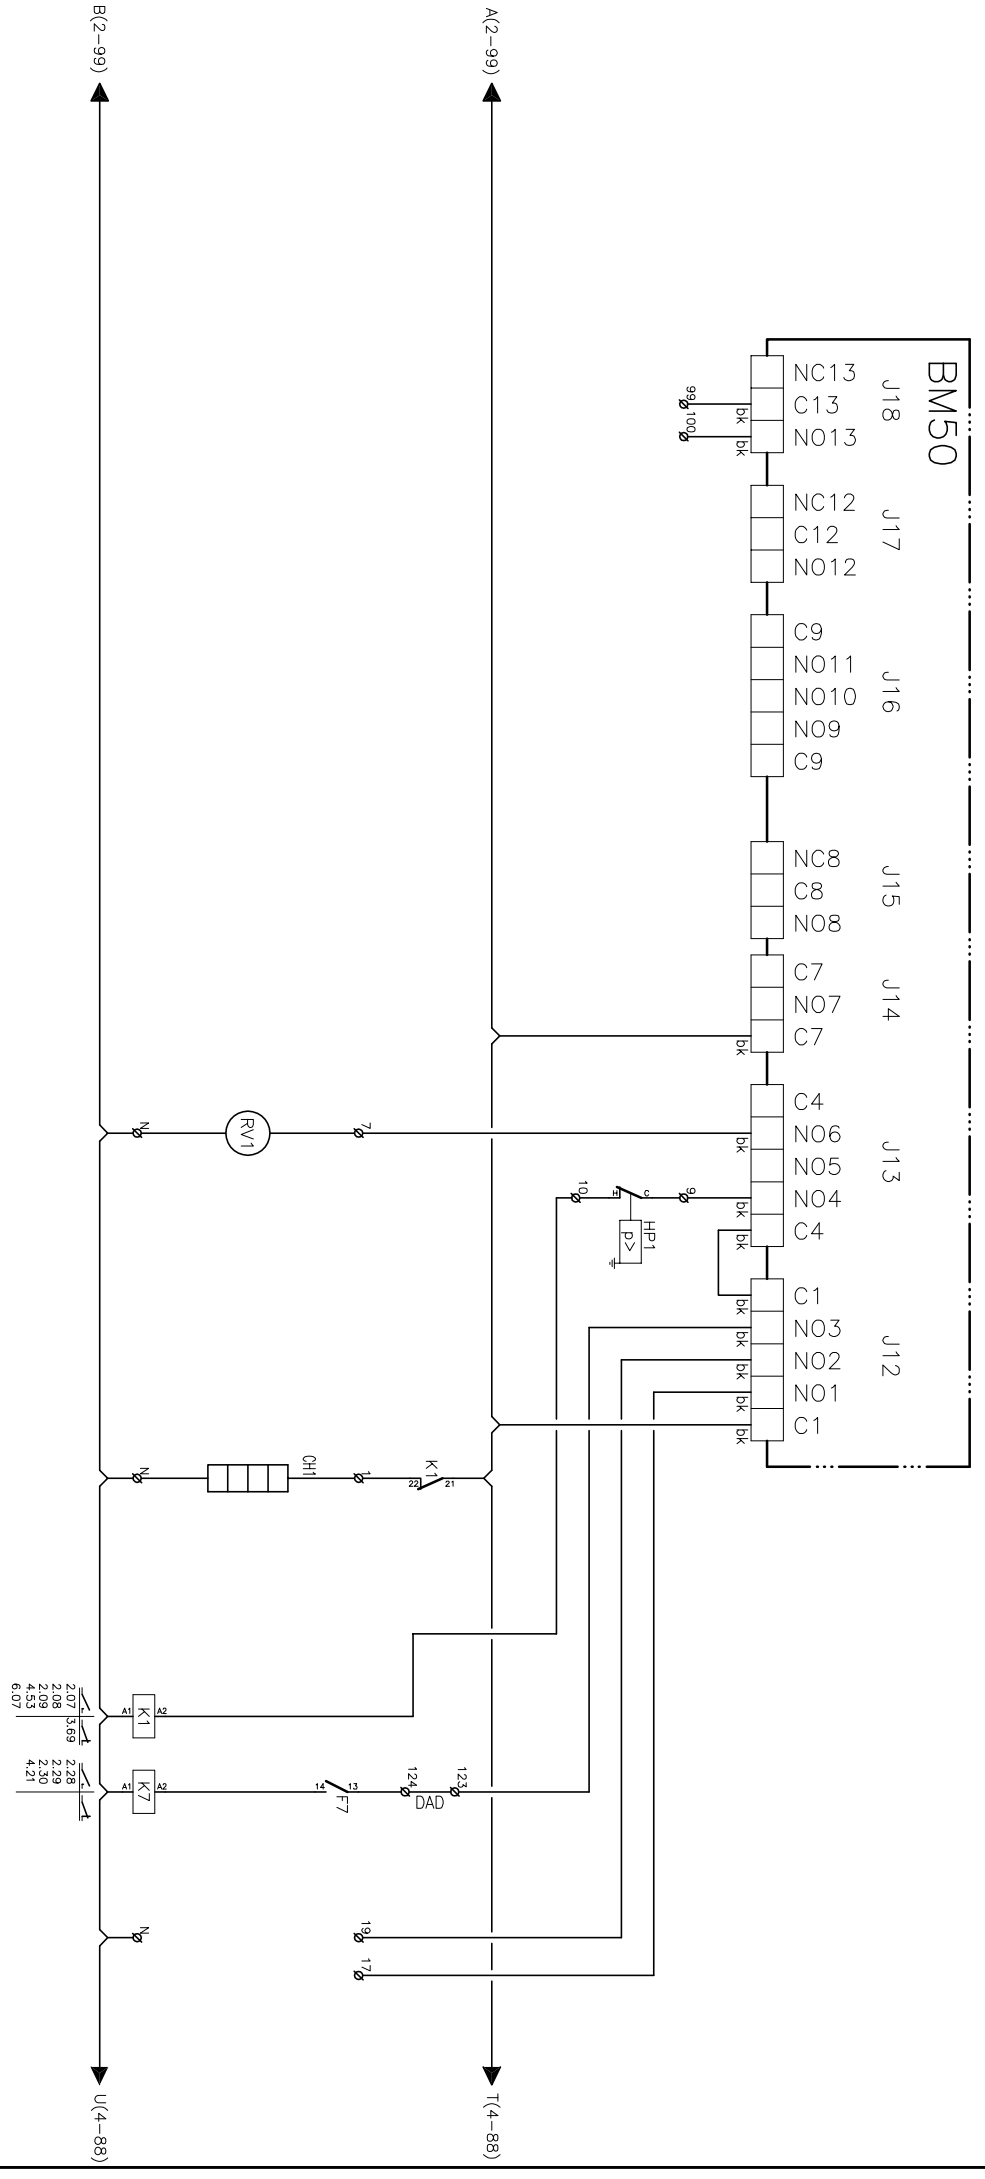 B(2-99)
A(2-99)
BM50
J18
NC13
C13
NO13
99
100
bk
bk
J17
NC12
C12
NO12
J16
C9
NO11
NO10
NO9
C9
J15
NC8
C8
NO8
J14
C7
NO7
C7
bk
J13
C4
NO6
NO5
NO4
C4
bk
bk
bk
N
RV1
7
10
H
C
9
HP1
p>
J12
C1
NO3
NO2
NO1
C1
bk
bk
bk
bk
bk
N
CH1
1
K1
22
21
2.07
2.08
2.09
4.53
6.07
3.69
A1
K1
A2
2.28
2.29
2.30
4.21
A1
K7
A2
14
13
F7
124
123
DAD
N
19
17
U(4-88)
T(4-88)